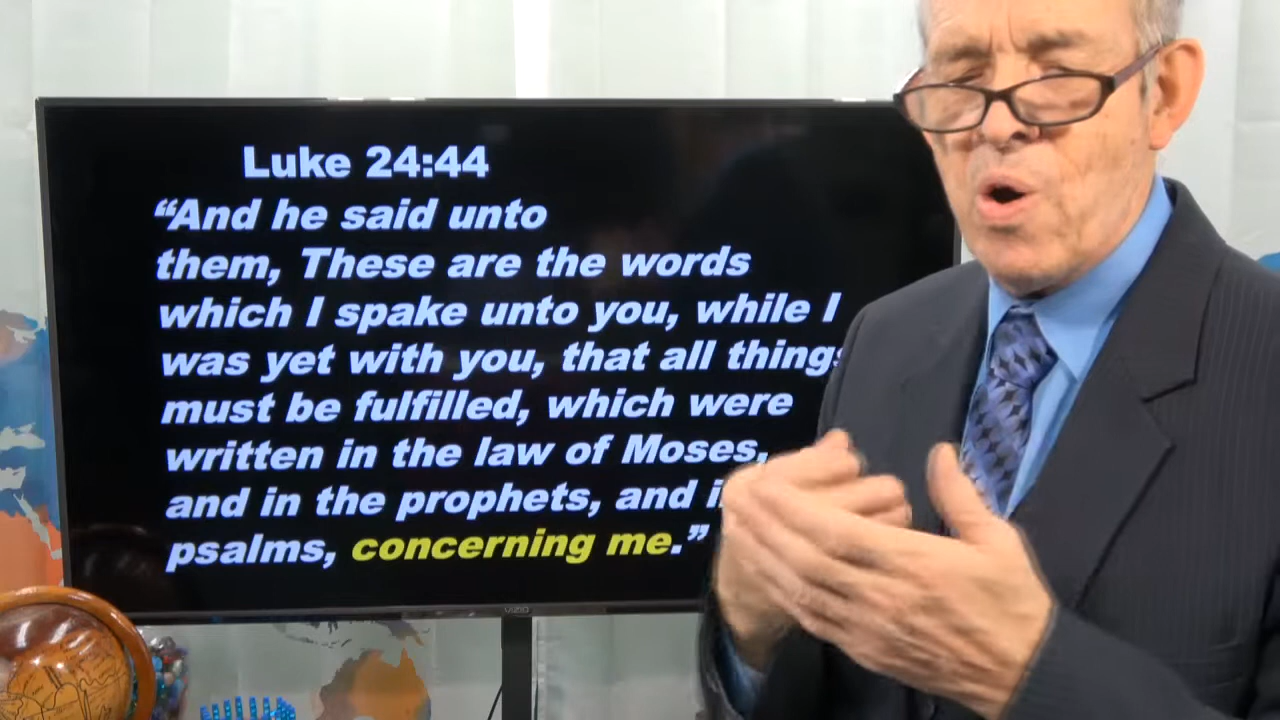 Luke 24:44
“And he said unto
them, These are the words
which I spake unto you, while I
was yet with you, that all things
must be fulfilled, which were
written in the law of Moses,
and in the prophets, and
psalms, concerning me.”
VIZIO